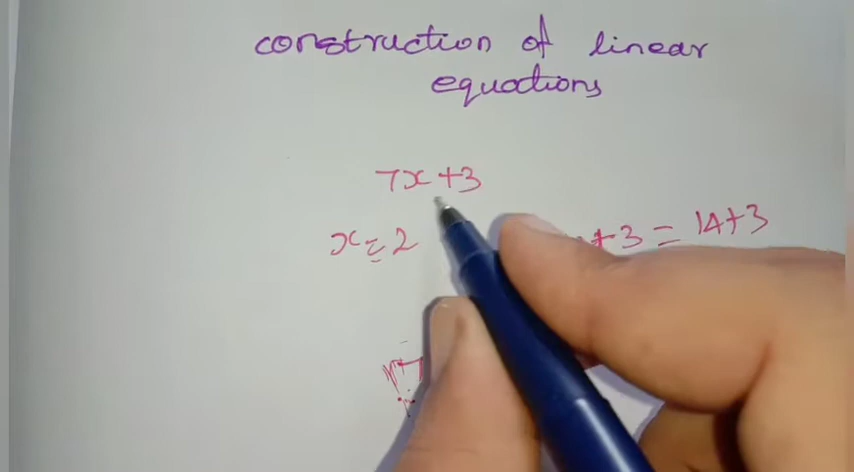 construction of linear
equations
7x+3
x=2 +3 = 14+3